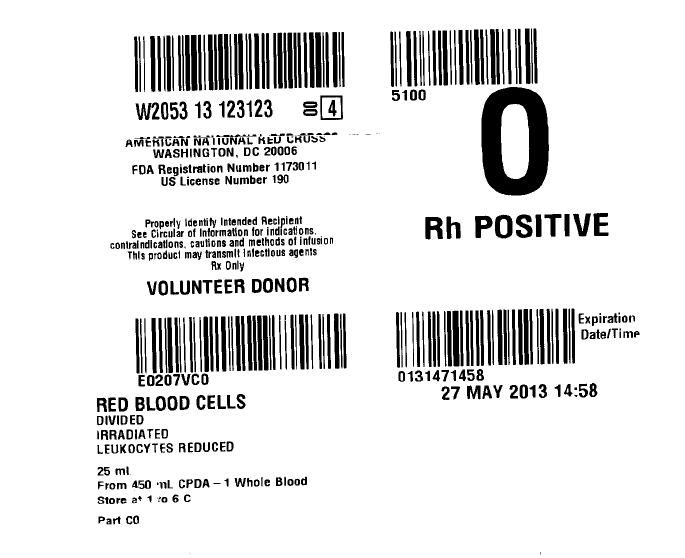 W2053 13 123123 00 4
AMERICAN NATIONAL RED CROSS
WASHINGTON, DC 20006
FDA Registration Number 1173011
US License Number 190
Properly Identify Intended Recipient
See Circular of Information for indications,
contraindications, cautions and methods of infusion
This product may transmit infectious agents
Rx Only
VOLUNTEER DONOR
5100
O
Rh POSITIVE
E0207VC0
RED BLOOD CELLS
DIVIDED
IRRADIATED
LEUKOCYTES REDUCED
25 ml
From 450 mL CPDA – 1 Whole Blood
Store at 1 to 6 C
Part C0
Expiration
Date/Time
0131471458
27 MAY 2013 14:58